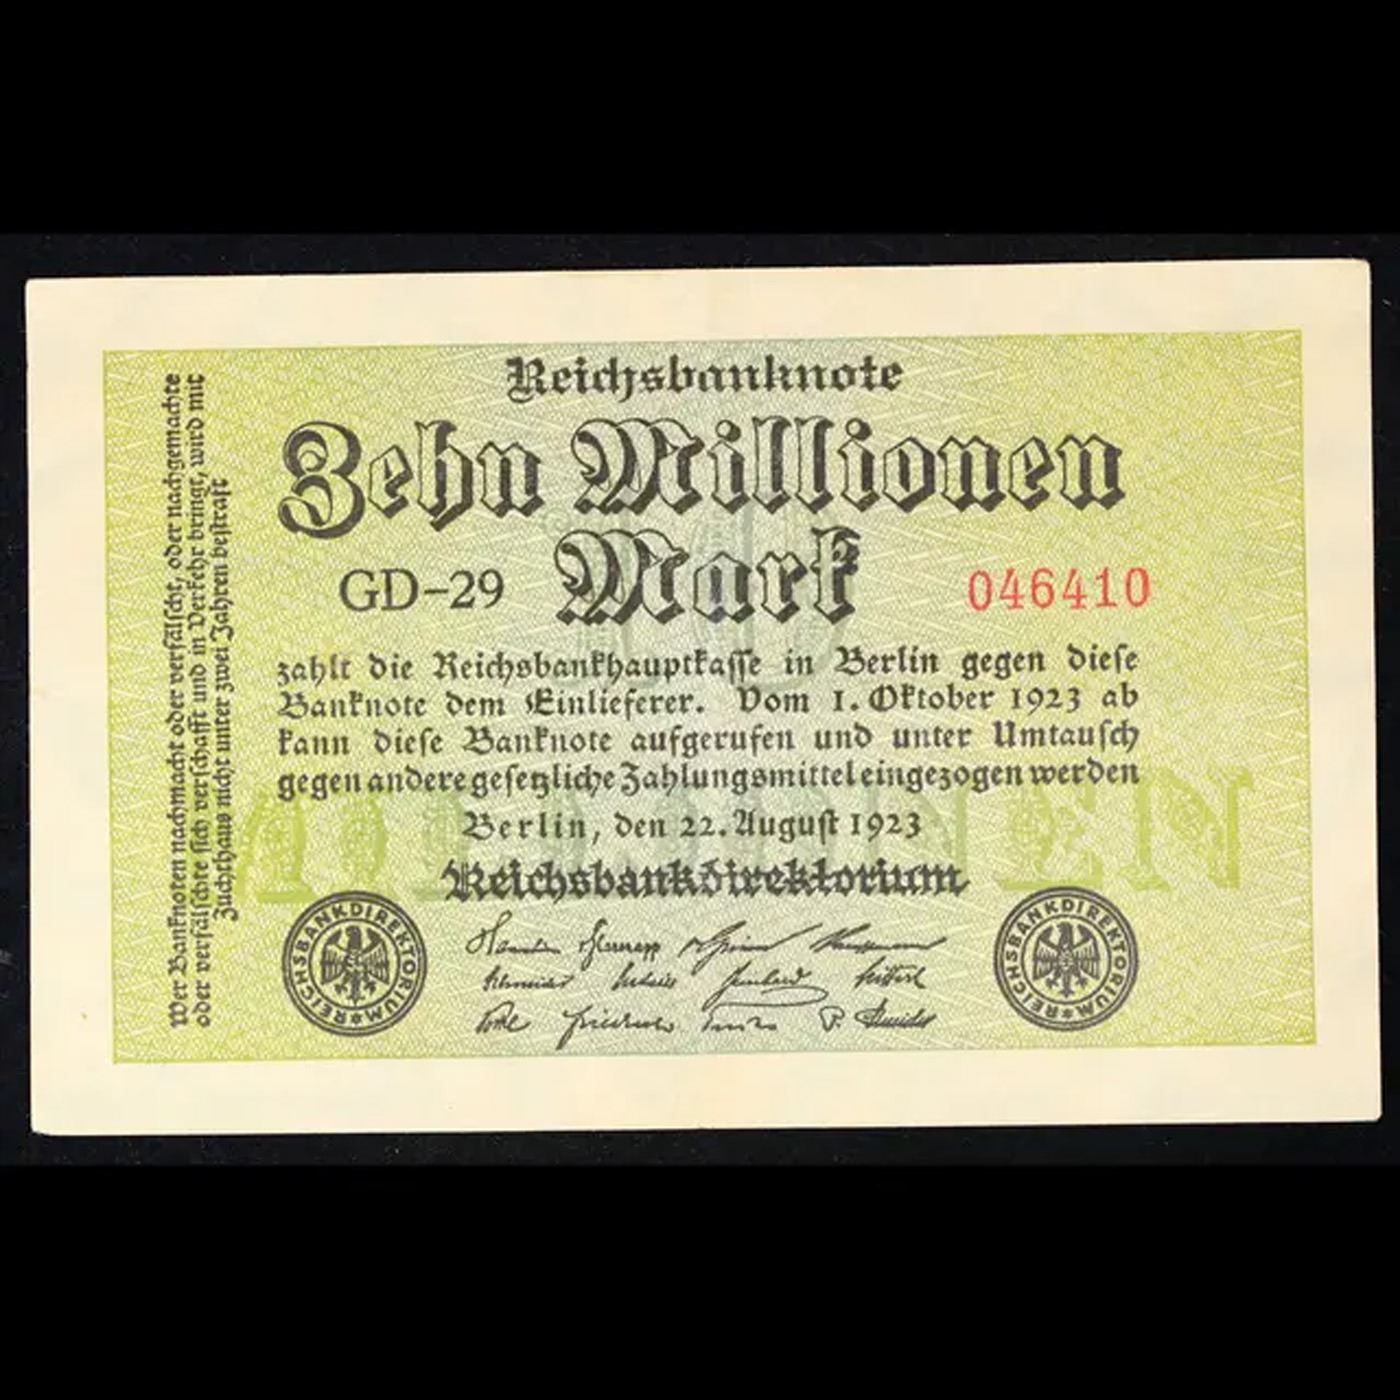 Reichsbanknote
Zehn Millionen
Mark
GD-29
046410
zahlt die Reichsbankhauptkasse in Berlin gegen diese
Banknote dem Einlieferer. Vom 1. Oktober 1923 ab
kann diese Banknote aufgerufen und unter Umtausch
gegen andere gesetzliche Zahlungsmittel eingezogen werden
Berlin, den 22. August 1923
Reichsbankdirektorium
REICHSBANKDIREKTORIUM
REICHSBANKDIREKTORIUM
Wer Banknoten nachmacht oder verfälscht, oder nachgemachte
oder verfälschte sich verschafft und in Verkehr bringt, wird mit
Zuchthaus nicht unter zwei Jahren bestraft